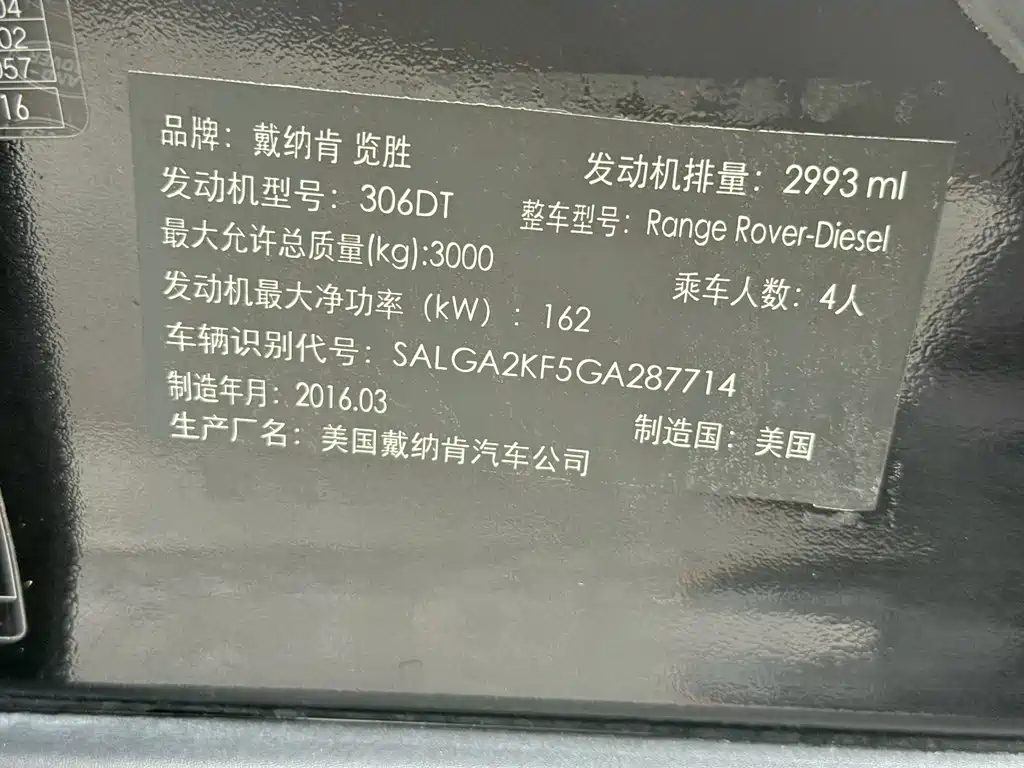 04
02
057
16
品牌：戴纳肯 览胜
发动机排量：2993 ml
发动机型号：306DT
整车型号：Range Rover-Diesel
最大允许总质量(kg):3000
乘车人数：4人
发动机最大净功率（kW）：162
车辆识别代号：SALGA2KF5GA287714
制造年月：2016.03
制造国：美国
生产厂名：美国戴纳肯汽车公司